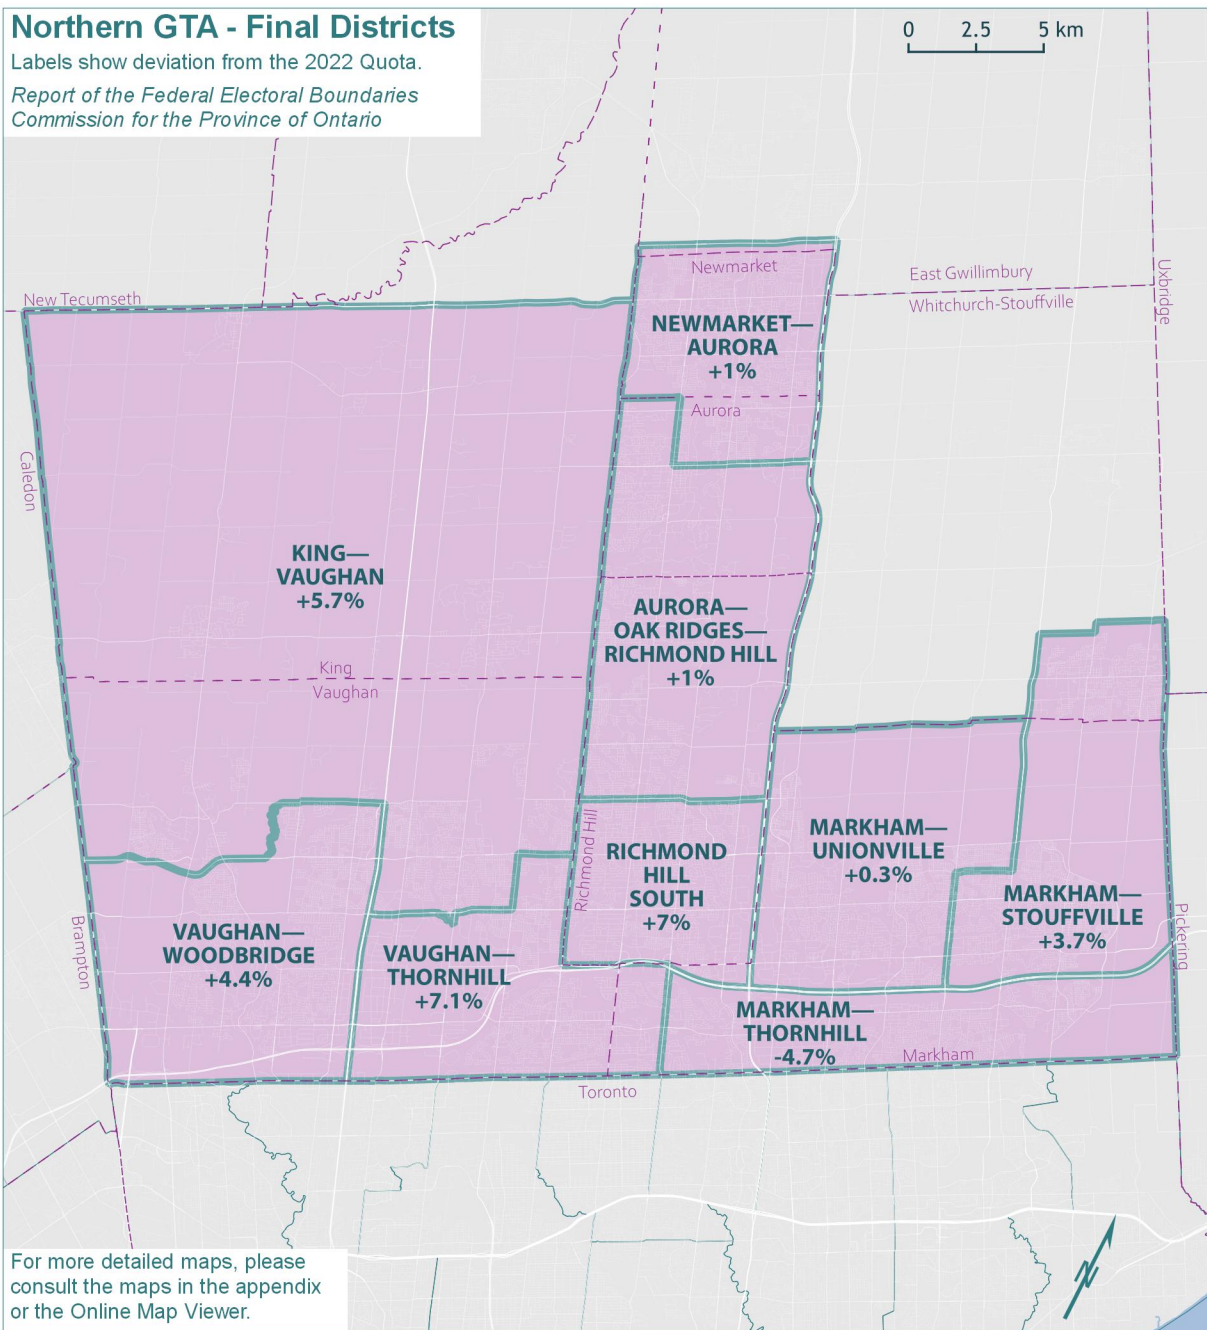 Northern GTA - Final Districts
Labels show deviation from the 2022 Quota.
Report of the Federal Electoral Boundaries
Commission for the Province of Ontario
0 2.5 5 km
Newmarket
East Gwillimbury
Whitchurch-Stouffville
Uxbridge
New Tecumseth
NEWMARKET—
AURORA
+1%
Aurora
Caledon
KING—
VAUGHAN
+5.7%
AURORA—
OAK RIDGES—
RICHMOND HILL
+1%
King
Vaughan
Richmond Hill
MARKHAM—
UNIONVILLE
+0.3%
RICHMOND
HILL
SOUTH
+7%
MARKHAM—
STOUFFVILLE
+3.7%
Pickering
Brampton
VAUGHAN—
WOODBRIDGE
+4.4%
VAUGHAN—
THORNHILL
+7.1%
MARKHAM—
THORNHILL
-4.7%
Markham
Toronto
For more detailed maps, please
consult the maps in the appendix
or the Online Map Viewer.
N